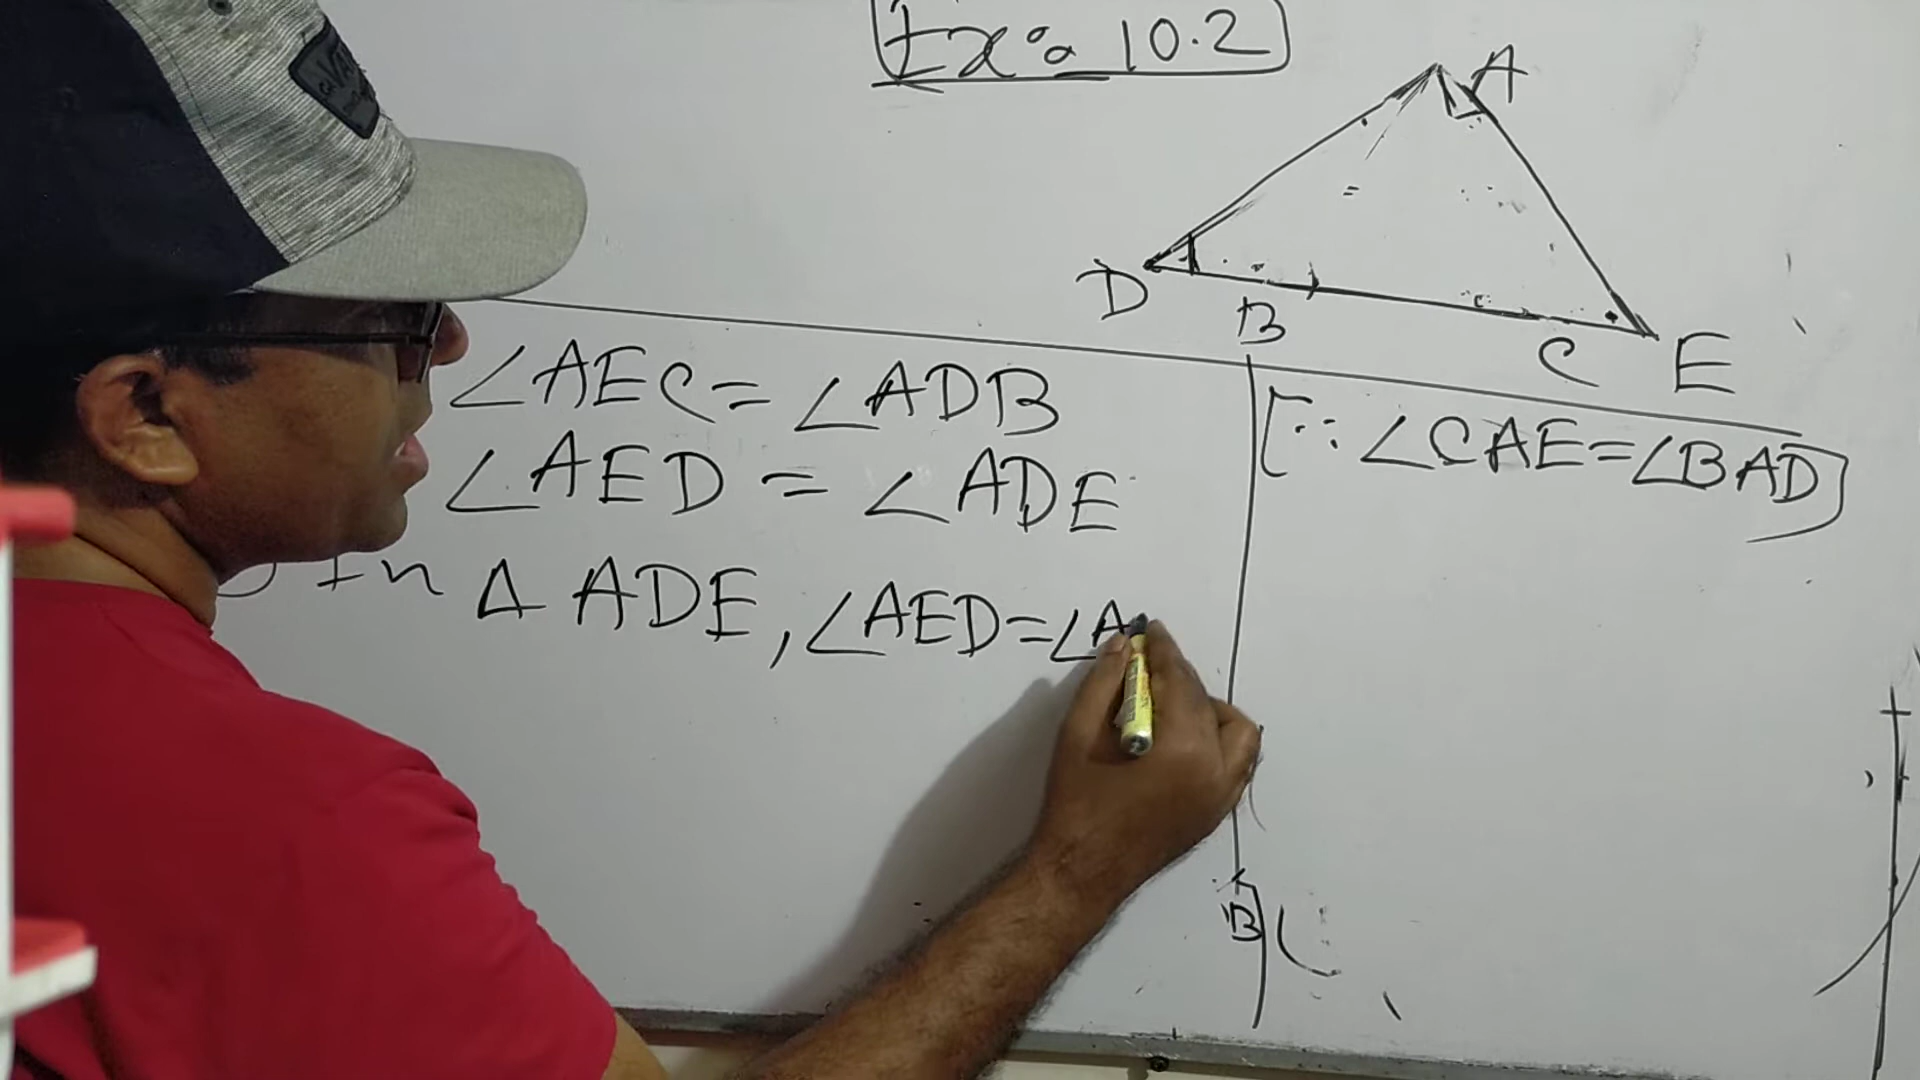 Ex: 10.2
A
D
B
C E
∠AEC = ∠ADB
[∵ ∠CAE = ∠BAD]
∠AED = ∠ADE
In Δ ADE, ∠AED = ∠A
B